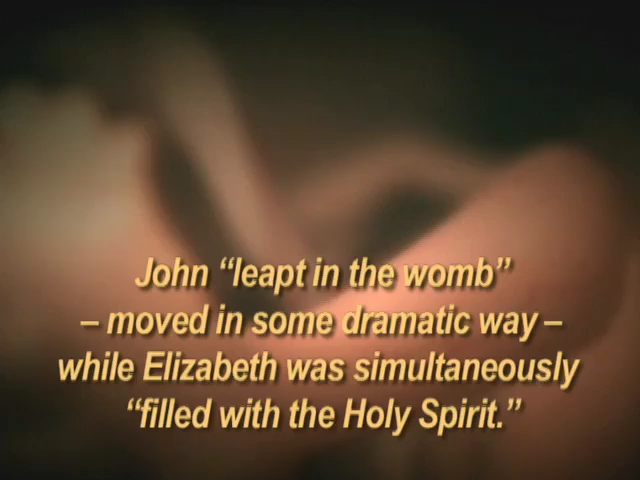 John “leapt in the womb”
– moved in some dramatic way –
while Elizabeth was simultaneously
“filled with the Holy Spirit.”